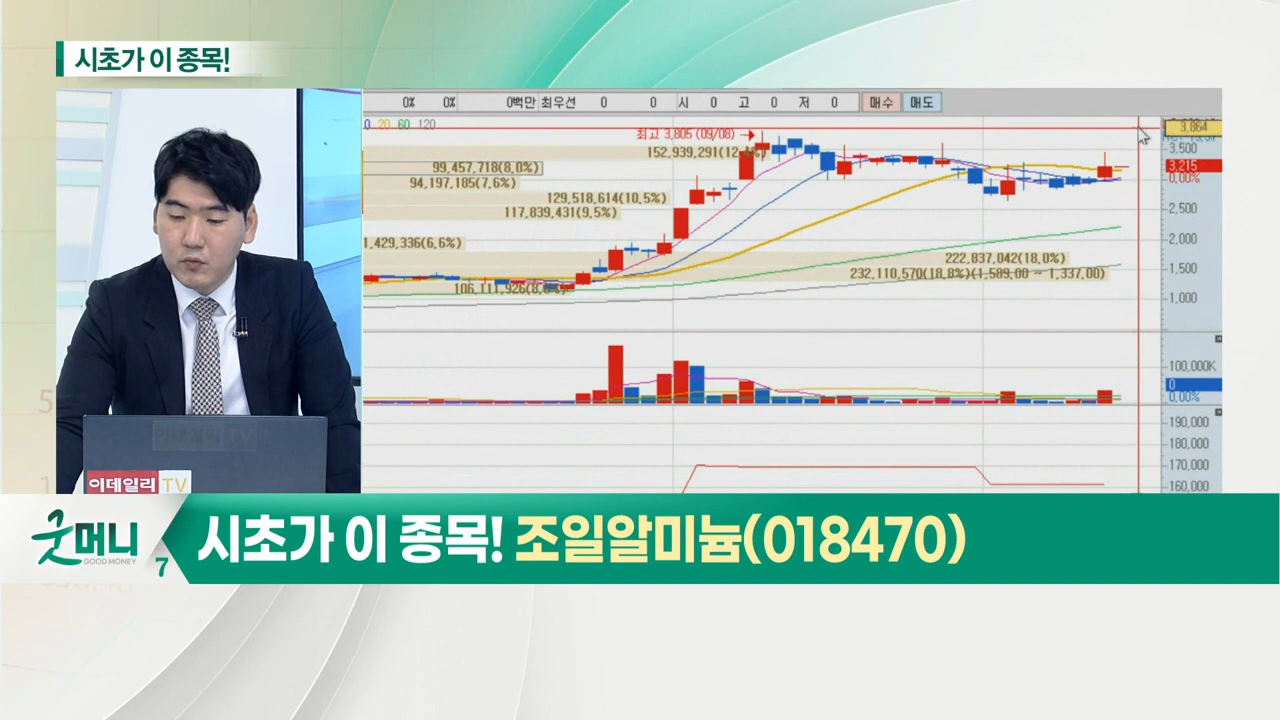 시초가 이 종목!
0% 0% 0백만 최우선 0 0 시 0 고 0 저 0 매수 매도
0 20 60 120
최고 3,805 (09/08)
3,864
152,939,291(12.4%)
3,500
99,457,718(8,0%)
3,215
94,197,185(7,6%)
0,00%
129,518,614(10,5%)
117,839,431(9,5%)
2,500
1,429,336(6,6%)
2,000
222,837,042(18,0%)
232,110,570(18,8%)(1,589,00 ~ 1,337,00)
1,500
106,111,926(8,6%)
1,000
100,000K
0
0,00%
190,000
180,000
170,000
160,000
이데일리 TV
굿머니
GOOD MONEY
7
시초가 이 종목! 조일알미늄(018470)